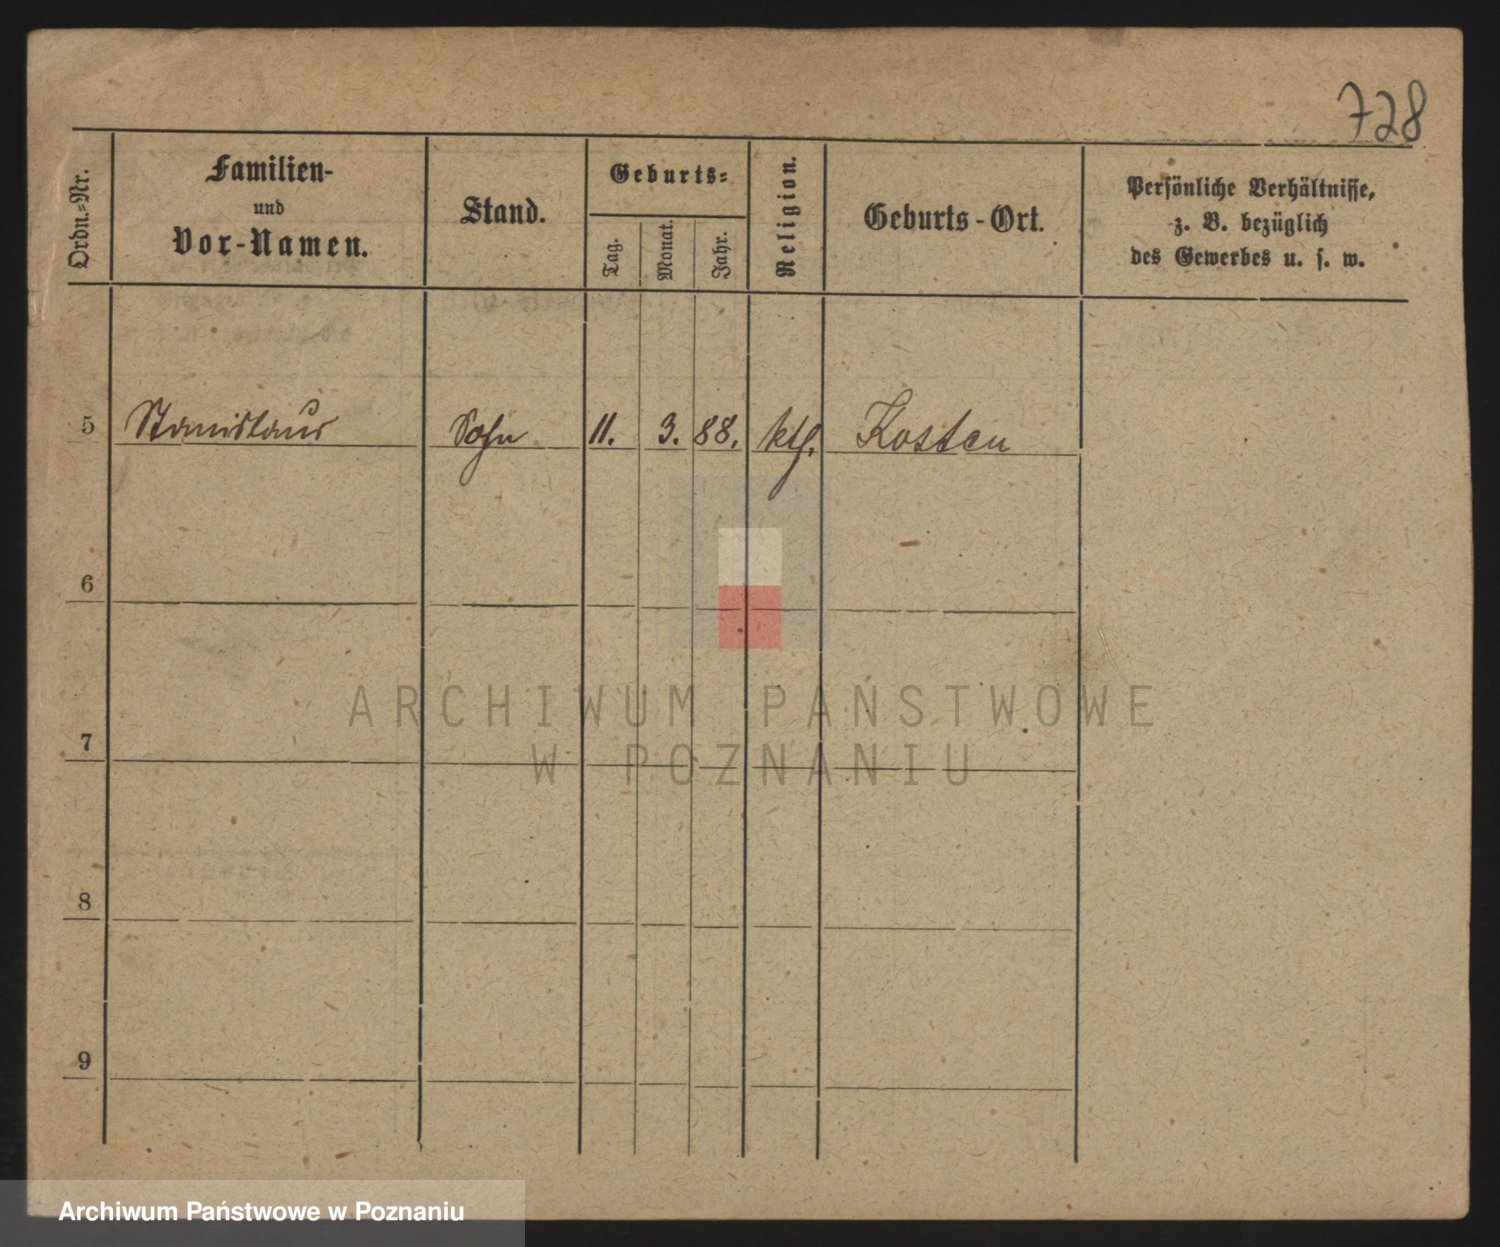 728
Ordn.=Nr.
Familien-
und
Vor-Namen.
Stand.
Geburts=
Tag.
Monat.
Jahr.
Religion.
Geburts-Ort.
Persönliche Verhältnisse,
z. B. bezüglich
des Gewerbes u. s. w.
5 Stanislaus Sohn 11. 3. 88. kth. Kosten
6
7
8
9
ARCHIWUM PAŃSTWOWE
W POZNANIU
Archiwum Państwowe w Poznaniu